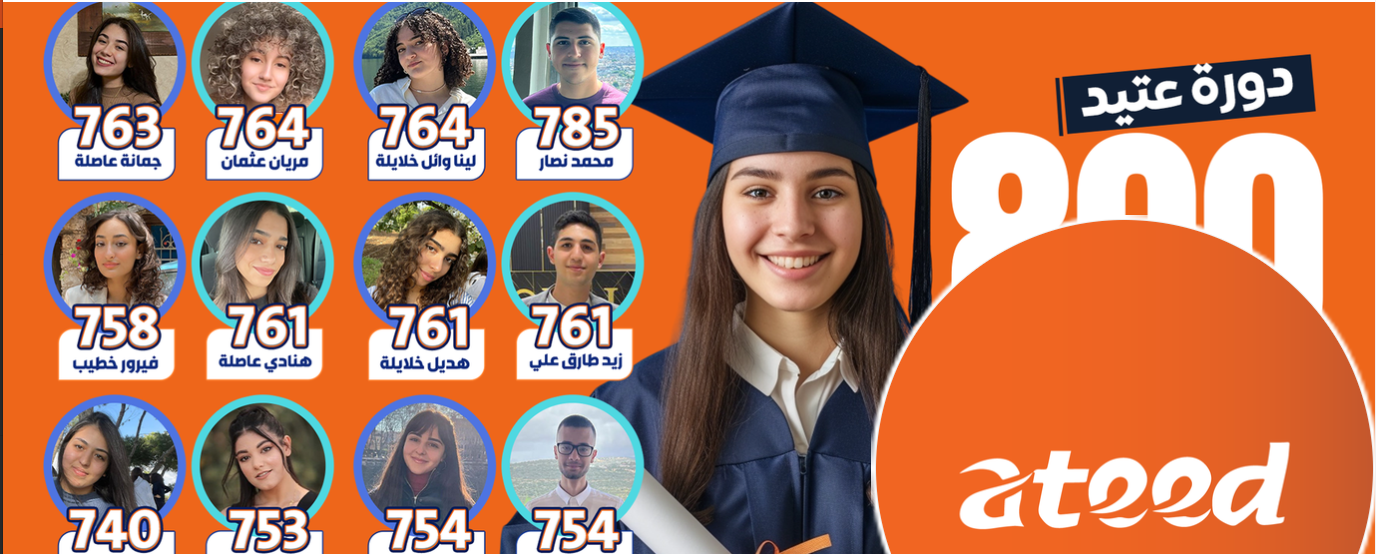 دورة عتيد
800
785
محمد نصار
764
لينا وائل خلايلة
764
مريان عثمان
763
جمانة عاصلة
761
زيد طارق علي
761
هديل خلايلة
761
هنادي عاصلة
758
فيرور خطيب
754
754
753
740
ateed